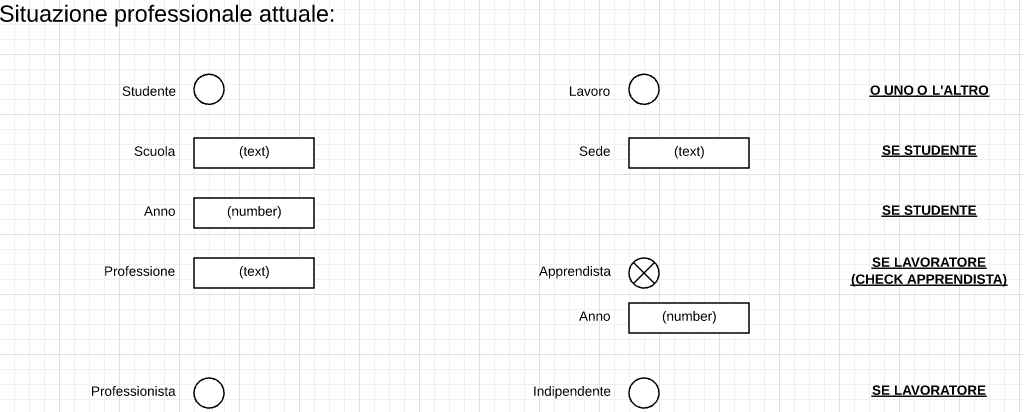 Situazione professionale attuale:
Studente Lavoro O UNO O L'ALTRO
Scuola (text) Sede (text) SE STUDENTE
Anno (number) SE STUDENTE
Professione (text) Apprendista SE LAVORATORE
(CHECK APPRENDISTA)
Anno (number)
Professionista Indipendente SE LAVORATORE